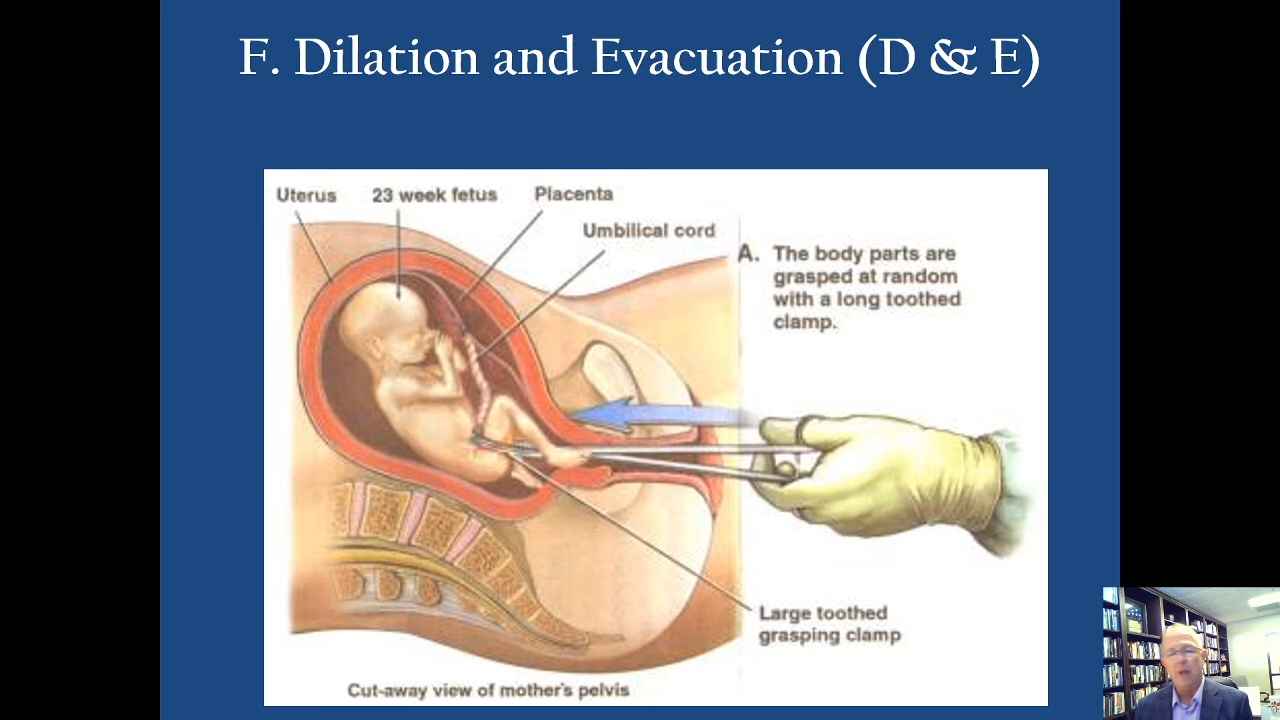 F. Dilation and Evacuation (D & E)
Uterus
23 week fetus
Placenta
Umbilical cord
A. The body parts are
grasped at random
with a long toothed
clamp.
Large toothed
grasping clamp
Cut-away view of mother's pelvis